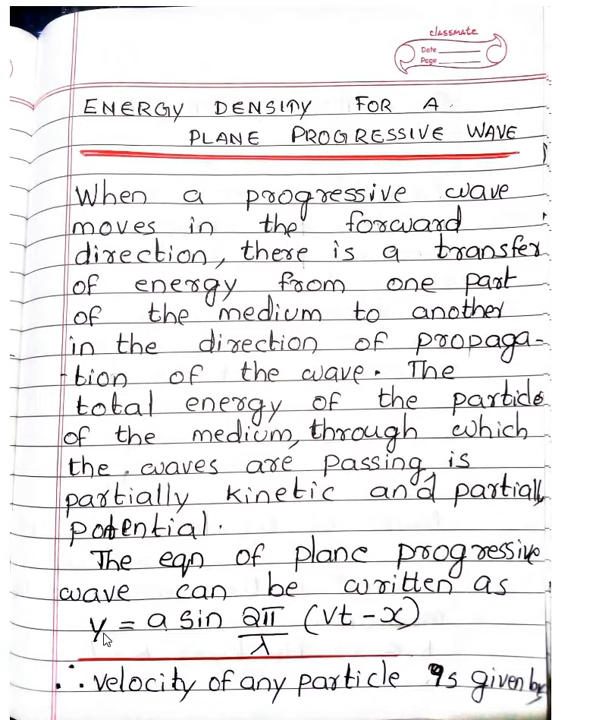 classmate
Date
Page
ENERGY DENSITY FOR A
PLANE PROGRESSIVE WAVE
When a progressive wave
moves in the forward
direction, there is a transfer
of energy from one part
of the medium to another
in the direction of propaga-
tion of the wave. The
total energy of the particle
of the medium, through which
the waves are passing is
partially kinetic and partially
potential.
The eqn of plane progressive
wave can be written as
y = a sin 2π/λ (vt - x)
∴ velocity of any particle is given by